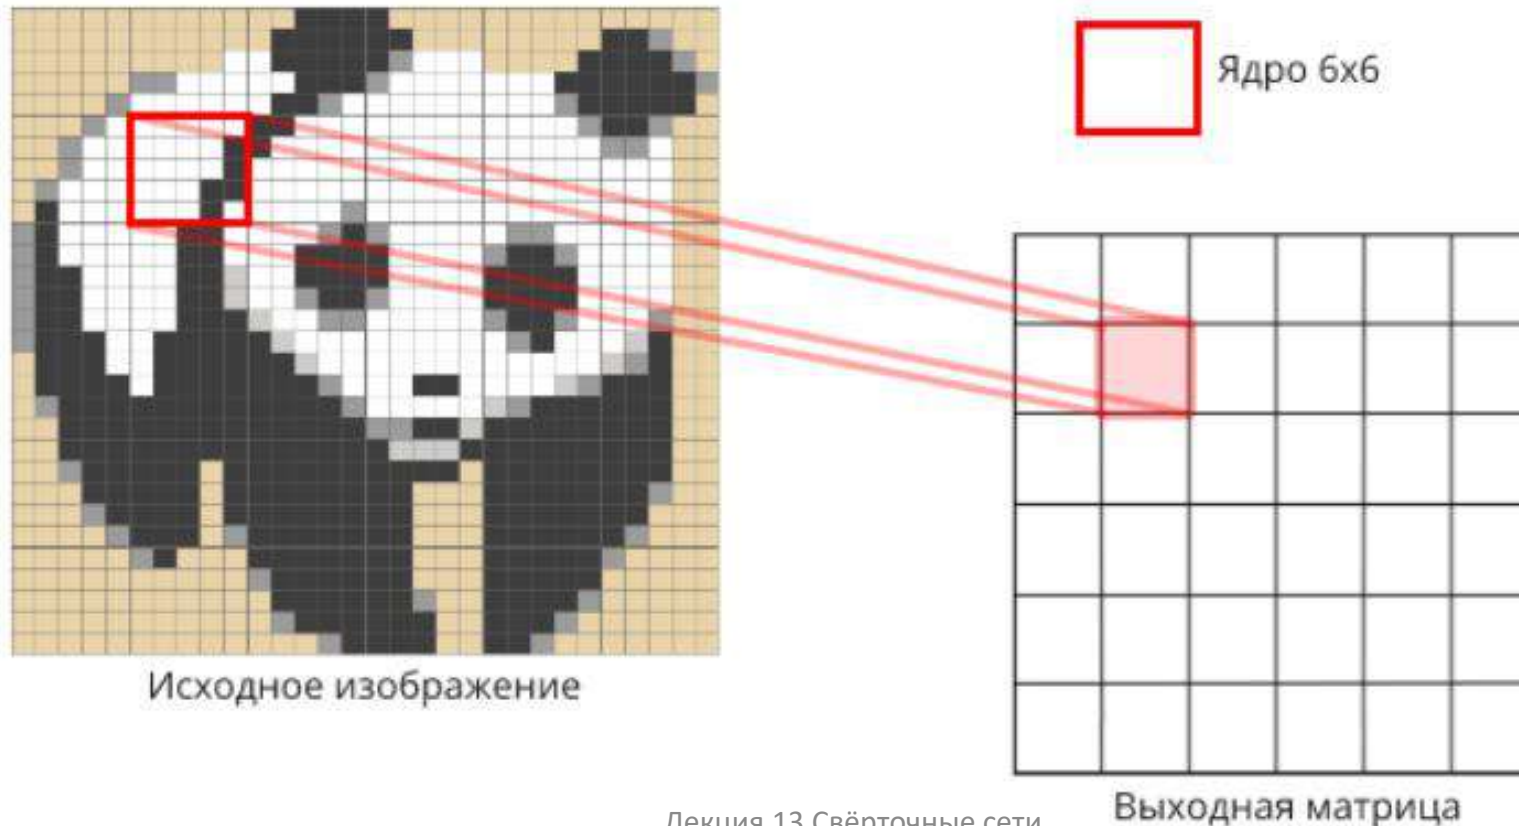 Ядро 6x6
Исходное изображение
Выходная матрица
Лекция 13 Свёрточные сети